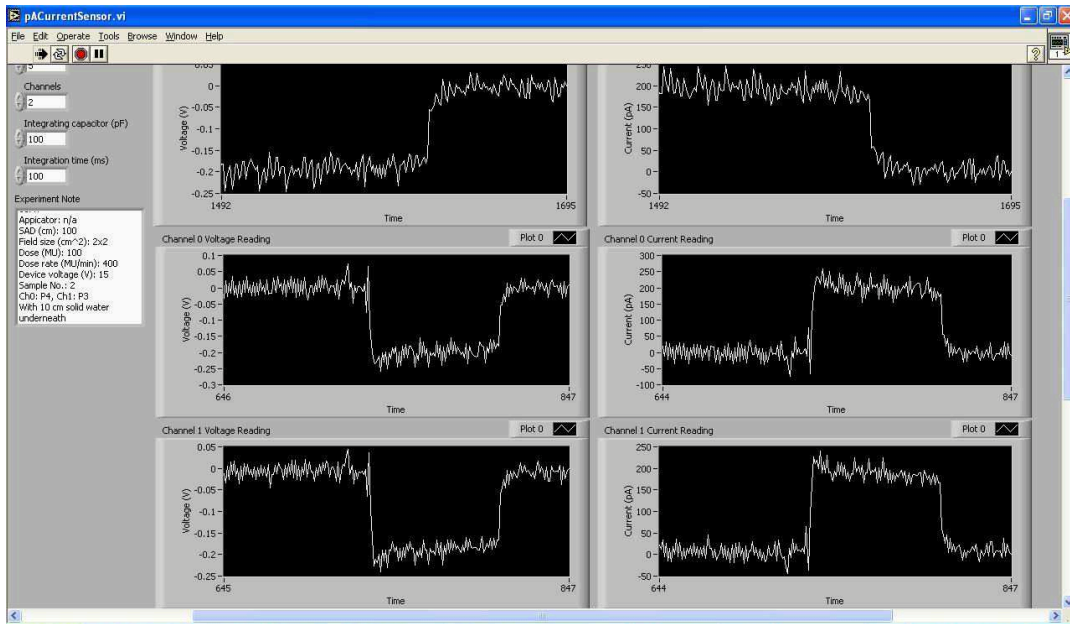 pACurrentSensor.vi
File Edit Operate Tools Browse Window Help
1
Channels
2
Integrating capacitor (pF)
100
Integration time (ms)
100
Experiment Note
Appicator: n/a
SAD (cm): 100
Field size (cm^2): 2x2
Dose (MU): 100
Dose rate (MU/min): 400
Device voltage (V): 15
Sample No.: 2
Ch0: P4, Ch1: P3
With 10 cm solid water
underneath
0
-0.05
-0.1
-0.15
-0.2
-0.25
Voltage (V)
1492
1695
Time
250
200
150
100
50
0
-50
Current (pA)
1492
1695
Time
Channel 0 Voltage Reading
Plot 0
0.1
0.05
0
-0.05
-0.1
-0.15
-0.2
-0.3
Voltage (V)
646
847
Time
Channel 0 Current Reading
Plot 0
300
250
200
150
100
50
0
-50
-100
Current (pA)
644
847
Time
Channel 1 Voltage Reading
Plot 0
0.05
0
-0.05
-0.1
-0.15
-0.2
-0.25
Voltage (V)
645
847
Time
Channel 1 Current Reading
Plot 0
250
200
150
100
50
0
-50
Current (pA)
644
847
Time